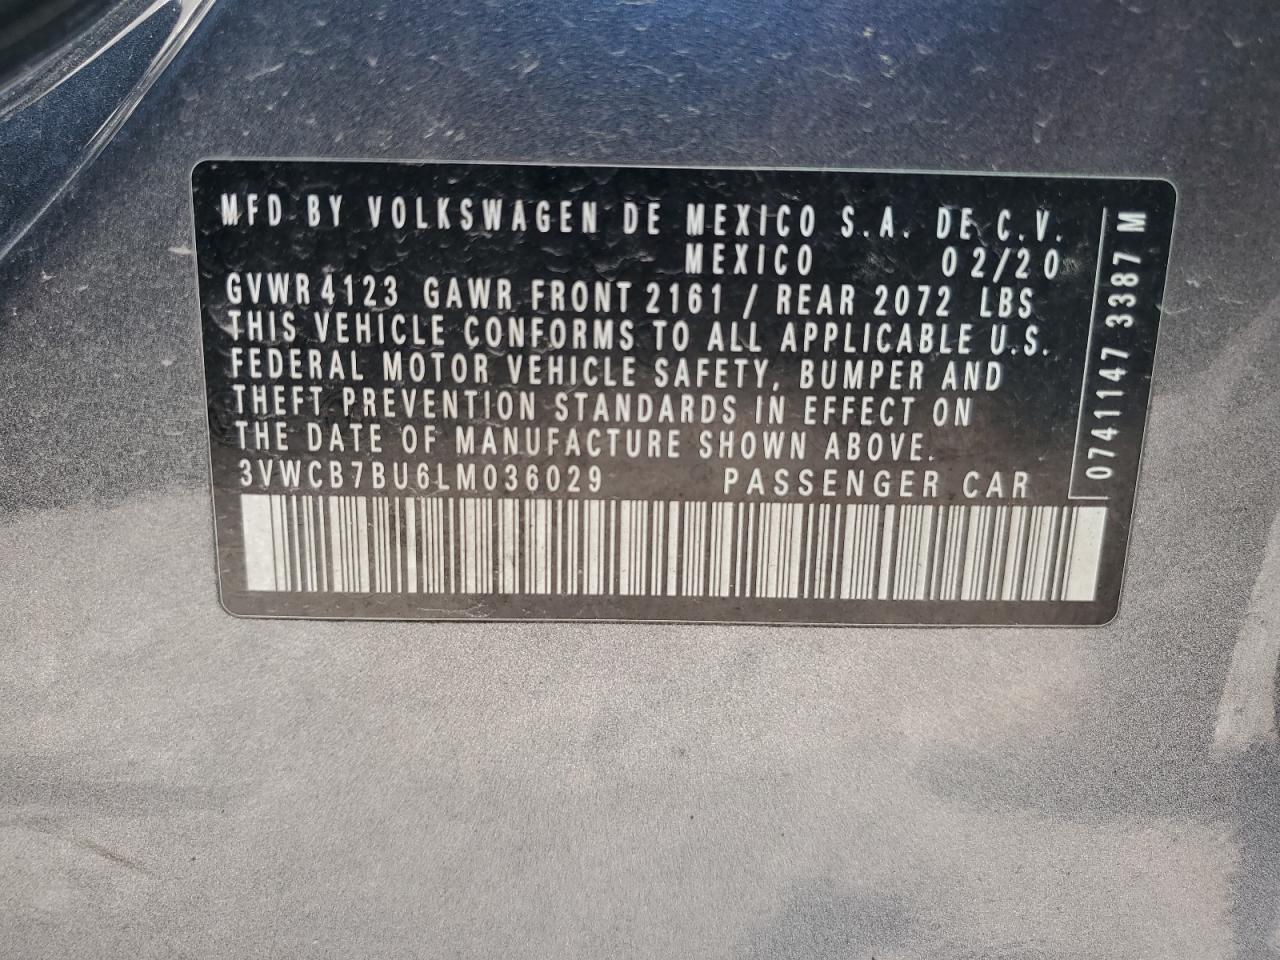 MFD BY VOLKSWAGEN DE MEXICO S.A. DE C.V.
MEXICO 02/20
GVWR 4123 GAWR FRONT 2161 / REAR 2072 LBS
THIS VEHICLE CONFORMS TO ALL APPLICABLE U.S.
FEDERAL MOTOR VEHICLE SAFETY, BUMPER AND
THEFT PREVENTION STANDARDS IN EFFECT ON
THE DATE OF MANUFACTURE SHOWN ABOVE.
3VWCB7BU6LM036029 PASSENGER CAR
0741147 3387 M